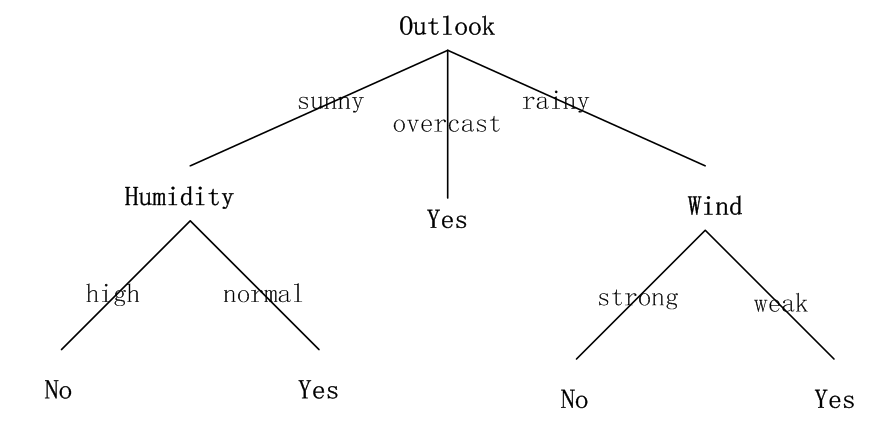 Outlook
sunny
overcast
rainy
Humidity
Yes
Wind
high
normal
strong
weak
No
Yes
No
Yes